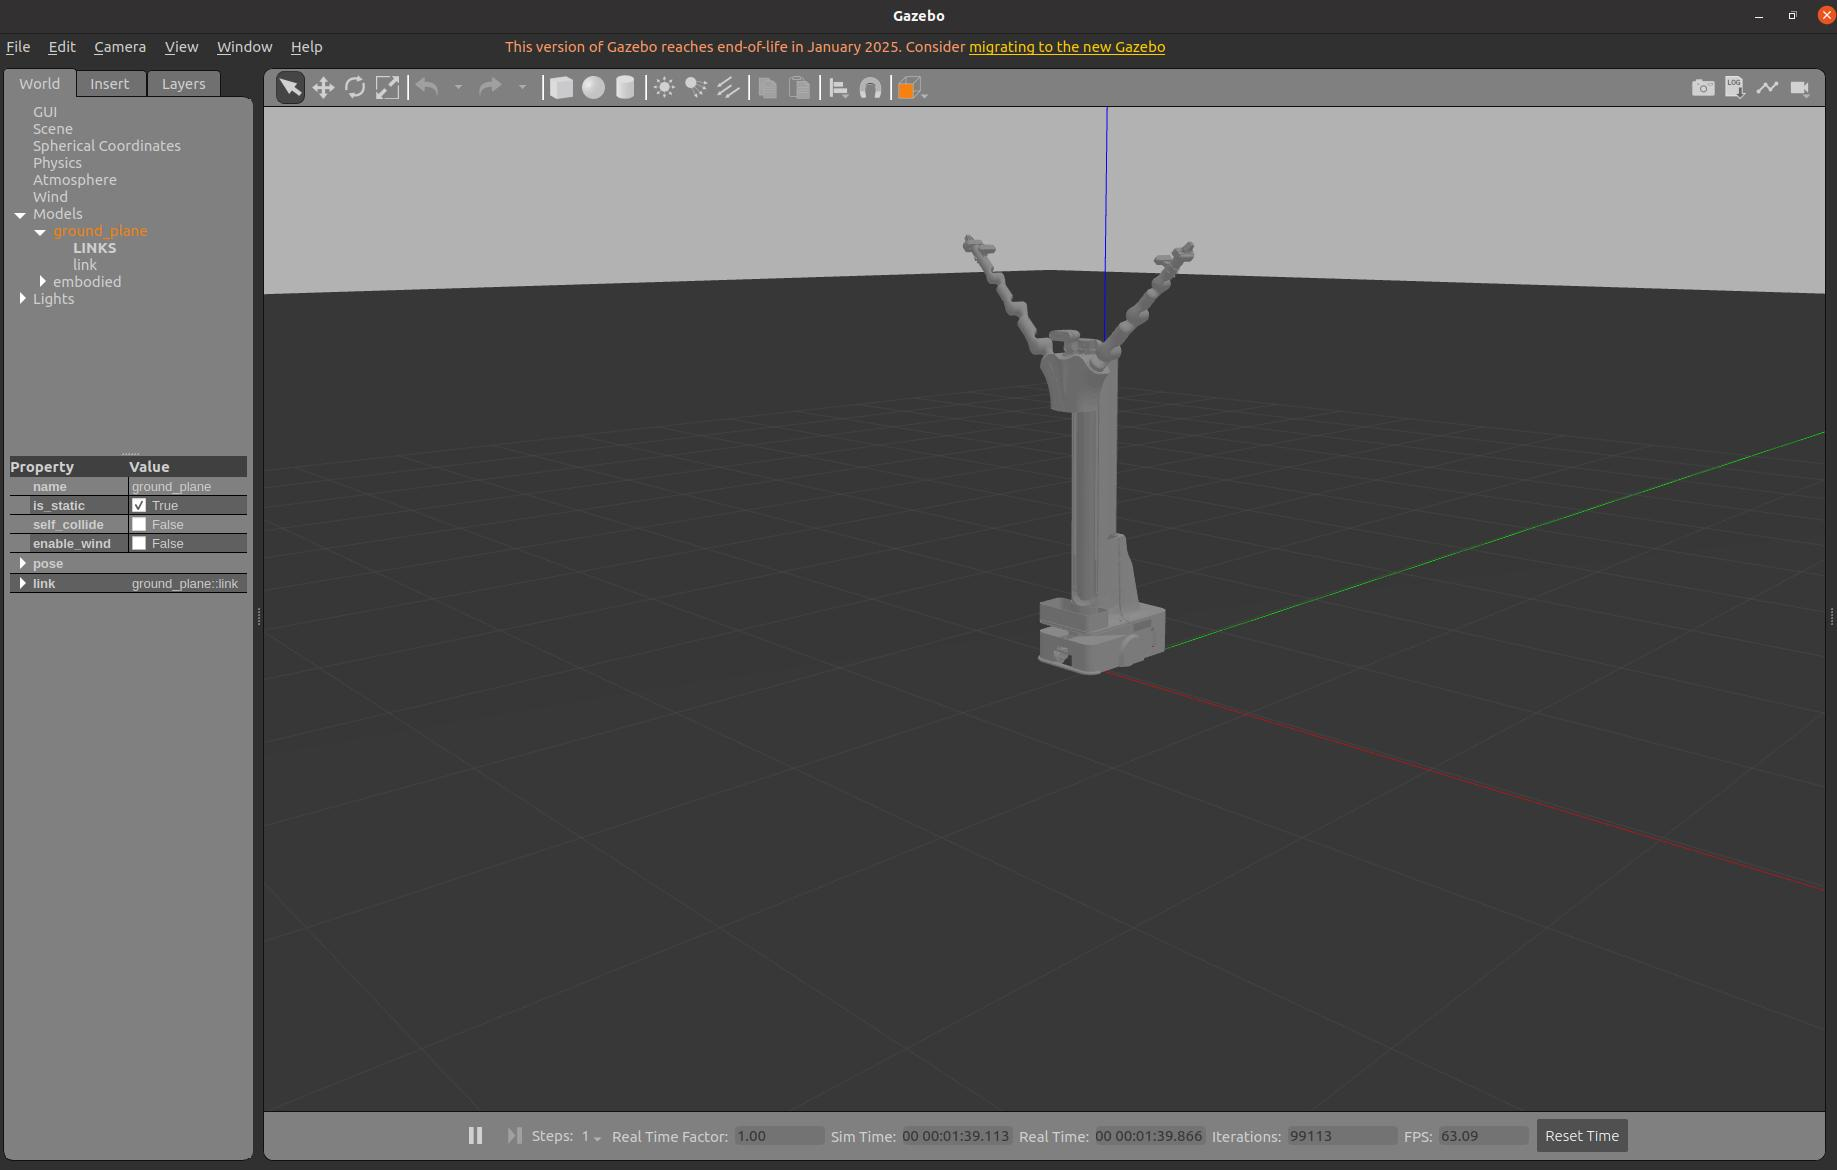 Gazebo
File Edit Camera View Window Help
This version of Gazebo reaches end-of-life in January 2025. Consider migrating to the new Gazebo
World Insert Layers
LOG
GUI
Scene
Spherical Coordinates
Physics
Atmosphere
Wind
Models
ground_plane
LINKS
link
embodied
Lights
Property Value
name ground_plane
is_static True
self_collide False
enable_wind False
pose
link ground_plane::link
Steps: 1 Real Time Factor: 1.00 Sim Time: 00 00:01:39.113 Real Time: 00 00:01:39.866 Iterations: 99113 FPS: 63.09 Reset Time